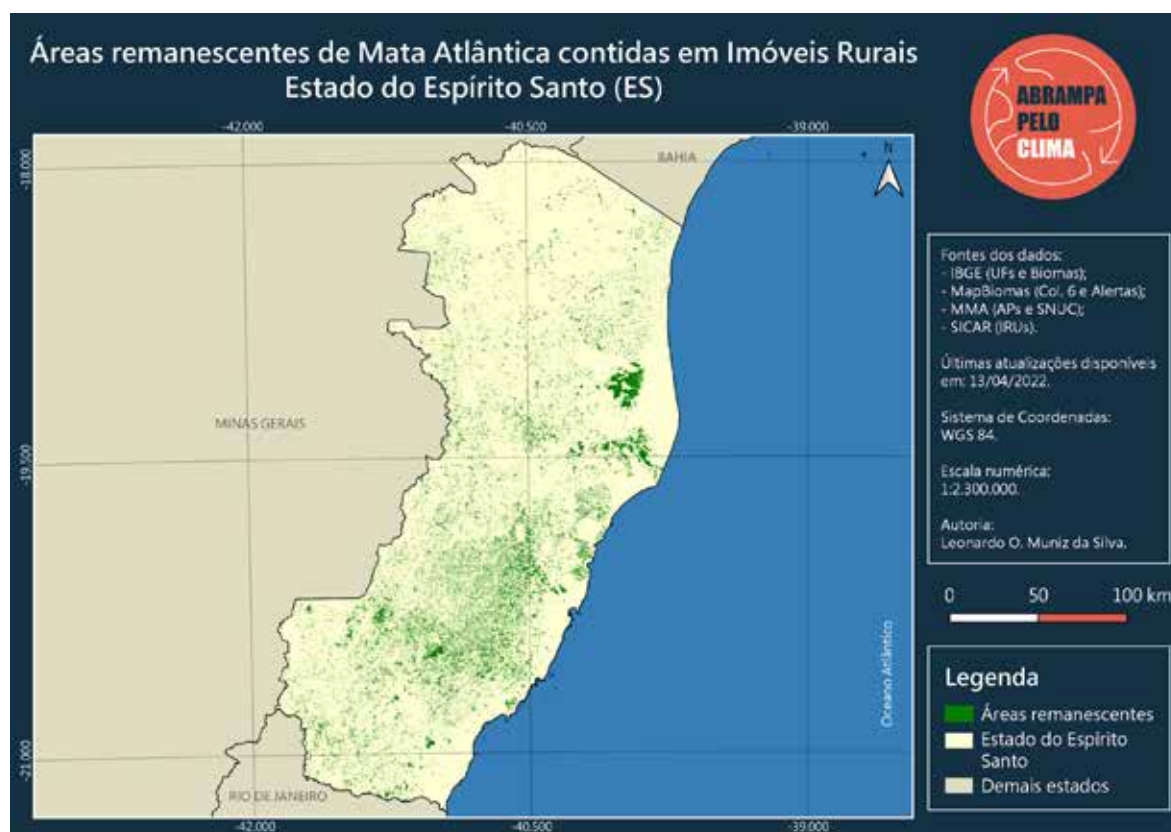 Áreas remanescentes de Mata Atlântica contidas em Imóveis Rurais
Estado do Espírito Santo (ES)
ABRAMPA
PELO
CLIMA
-42.000
-40.500
-39.000
-18.000
-19.500
-21.000
BAHIA
N
MINAS GERAIS
RIO DE JANEIRO
Oceano Atlântico
-42.000
-40.500
-39.000
Fontes dos dados:
- IBGE (UFs e Biomas);
- MapBiomas (Col. 6 e Alertas);
- MMA (APs e SNUC);
- SICAR (IRUs).
Últimas atualizações disponíveis
em: 13/04/2022.
Sistema de Coordenadas:
WGS 84.
Escala numérica:
1:2.300.000.
Autoria:
Leonardo O. Muniz da Silva.
0 50 100 km
Legenda
Áreas remanescentes
Estado do Espírito
Santo
Demais estados